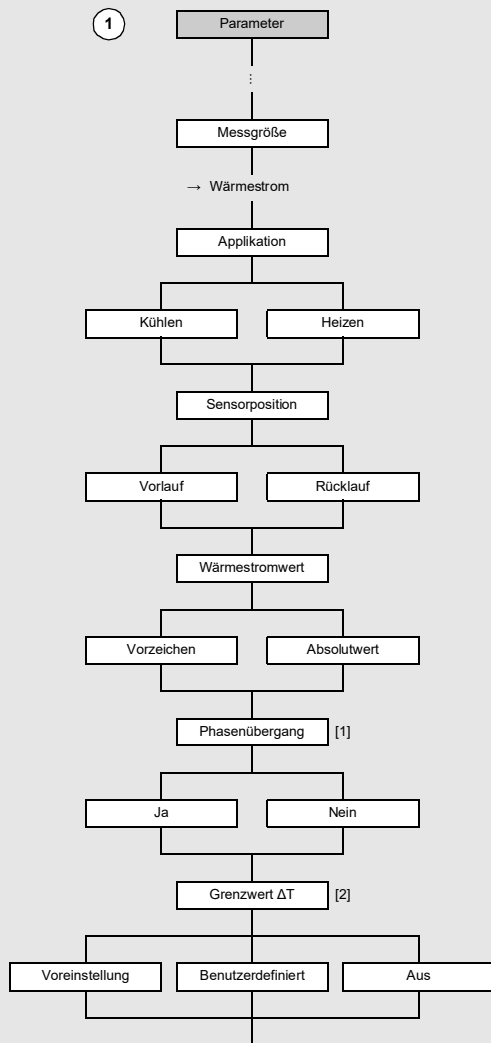 1
Parameter
⋮
Messgröße
→ Wärmestrom
Applikation
Kühlen
Heizen
Sensorposition
Vorlauf
Rücklauf
Wärmestromwert
Vorzeichen
Absolutwert
Phasenübergang [1]
Ja
Nein
Grenzwert ΔT [2]
Voreinstellung
Benutzerdefiniert
Aus